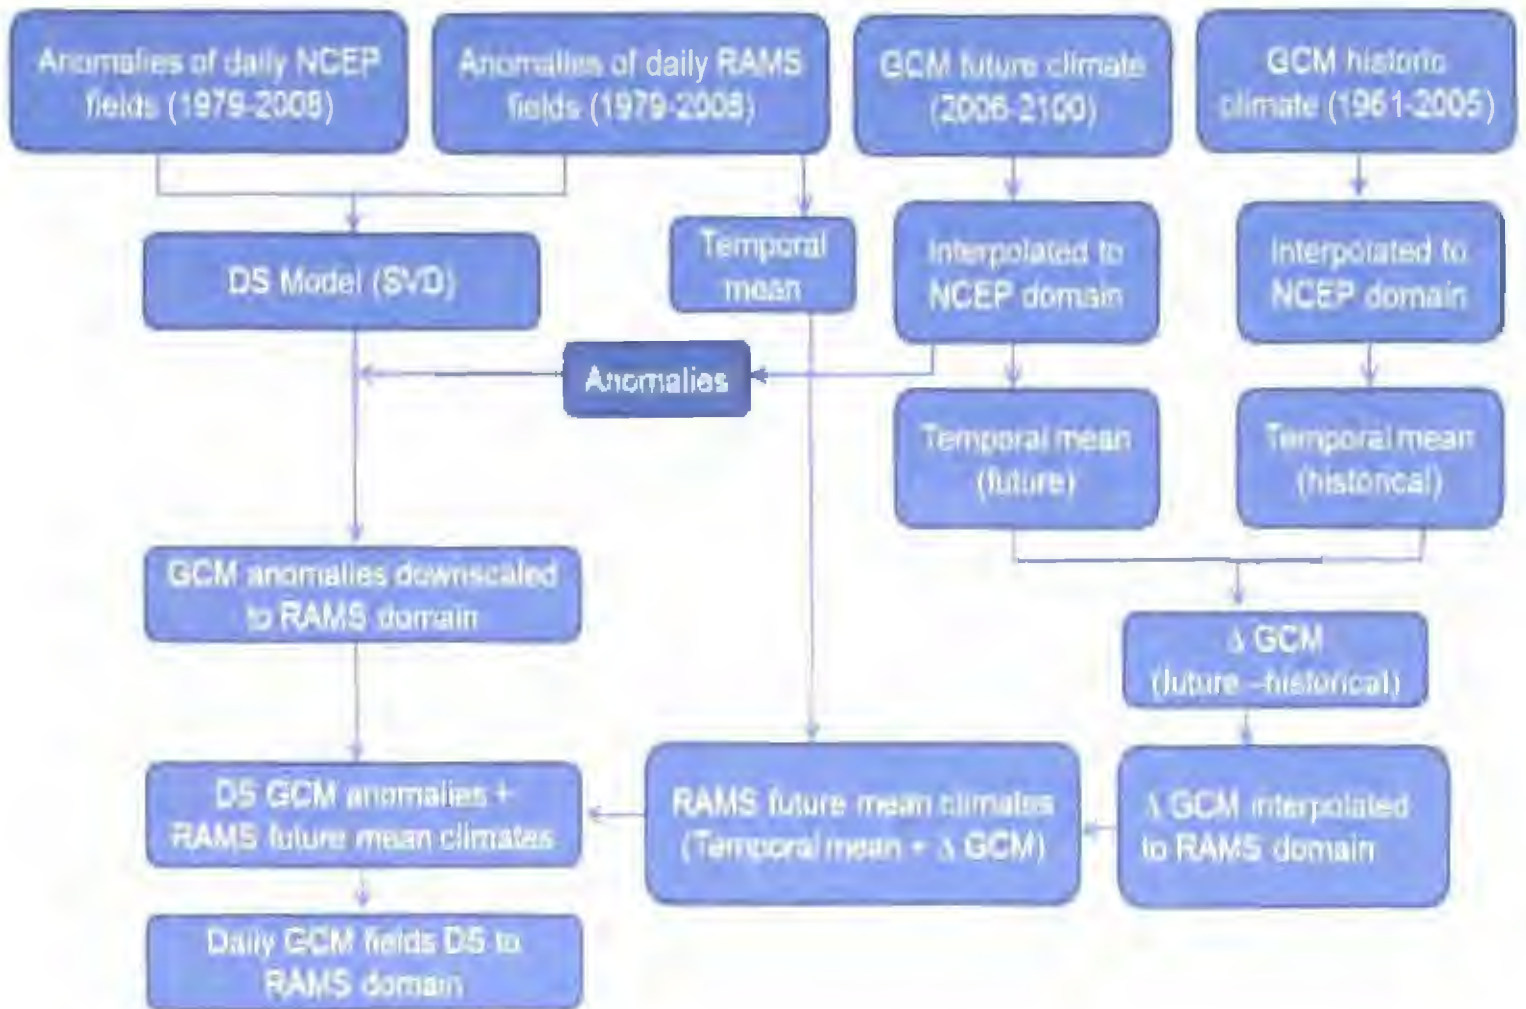 Anomalies of daily NCEP
fields (1979-2008)
Anomalies of daily RAMS
fields (1979-2008)
GCM future climate
(2006-2100)
GCM historic
climate (1961-2005)
DS Model (SVD)
Temporal
mean
Interpolated to
NCEP domain
Interpolated to
NCEP domain
Anomalies
Temporal mean
(future)
Temporal mean
(historical)
GCM anomalies downscaled
to RAMS domain
Δ GCM
(future –historical)
DS GCM anomalies +
RAMS future mean climates
RAMS future mean climates
(Temporal mean + Δ GCM)
Δ GCM interpolated
to RAMS domain
Daily GCM fields DS to
RAMS domain